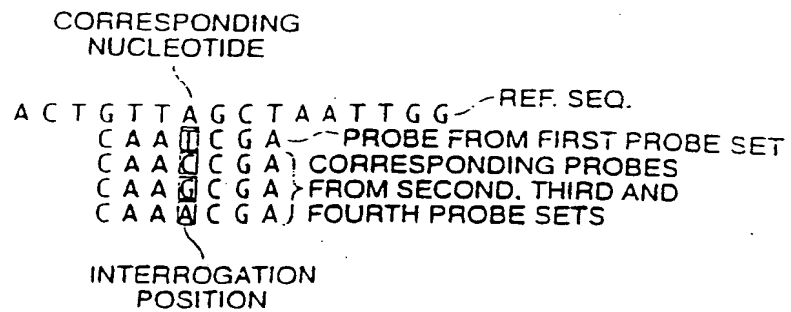 CORRESPONDING
NUCLEOTIDE
A C T G T T A G C T A A T T G G REF. SEQ.
C A A T C G A PROBE FROM FIRST PROBE SET
C A A C C G A CORRESPONDING PROBES
C A A G C G A FROM SECOND, THIRD AND
C A A A C G A FOURTH PROBE SETS
INTERROGATION
POSITION